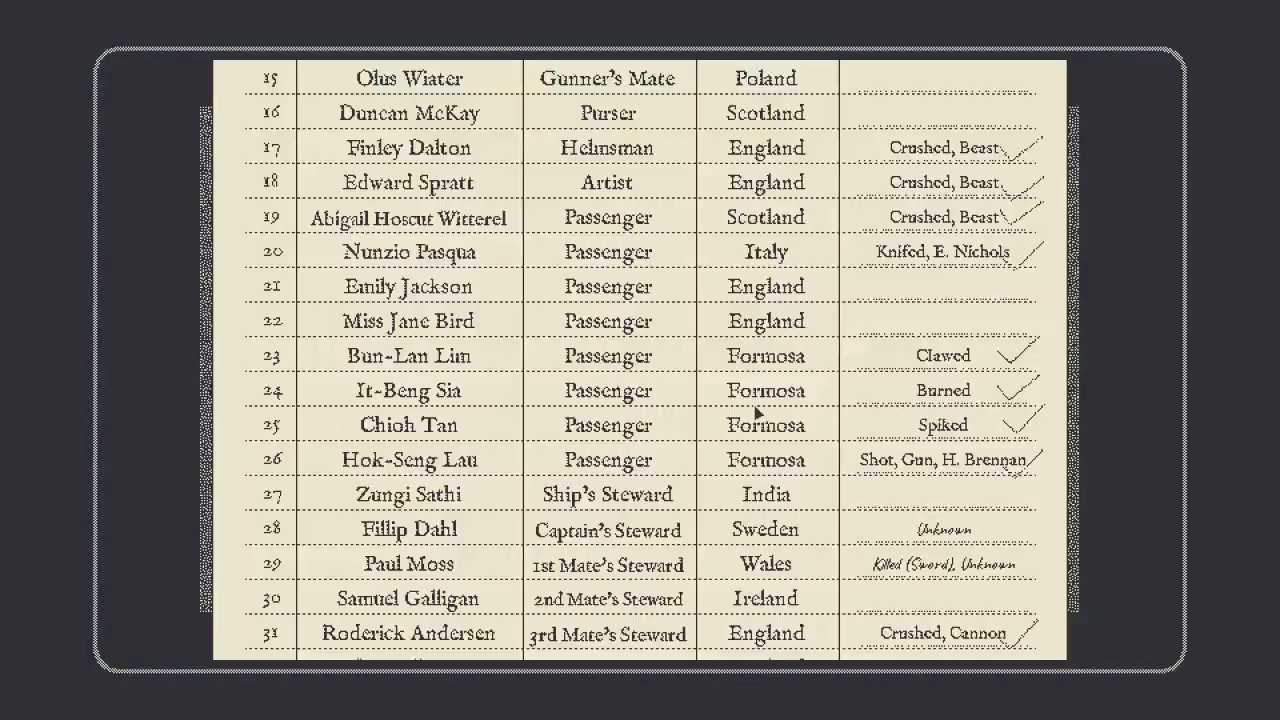 15 Olus Wiater Gunner's Mate Poland
16 Duncan McKay Purser Scotland
17 Finley Dalton Helmsman England Crushed, Beast
18 Edward Spratt Artist England Crushed, Beast
19 Abigail Hoscut Witterel Passenger Scotland Crushed, Beast
20 Nunzio Pasqua Passenger Italy Knifed, E. Nichols
21 Emily Jackson Passenger England
22 Miss Jane Bird Passenger England
23 Bun-Lan Lim Passenger Formosa Clawed
24 It-Beng Sia Passenger Formosa Burned
25 Chioh Tan Passenger Formosa Spiked
26 Hok-Seng Lau Passenger Formosa Shot, Gun, H. Brennan
27 Zungi Sathi Ship's Steward India
28 Fillip Dahl Captain's Steward Sweden Unknown
29 Paul Moss 1st Mate's Steward Wales Killed (Sword), Unknown
30 Samuel Galligan 2nd Mate's Steward Ireland
31 Roderick Andersen 3rd Mate's Steward England Crushed, Cannon